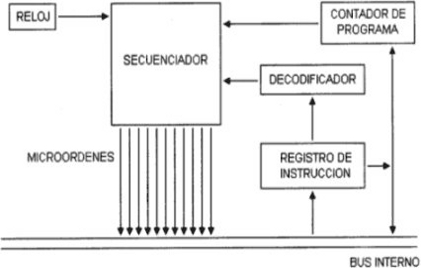 RELOJ
SECUENCIADOR
CONTADOR DE
PROGRAMA
DECODIFICADOR
MICROORDENES
REGISTRO DE
INSTRUCCION
BUS INTERNO